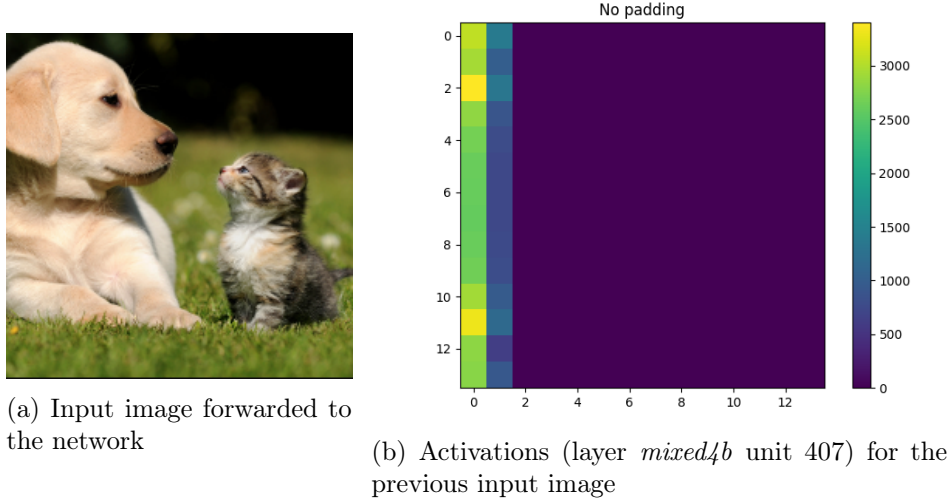 No padding
0
2
4
6
8
10
12
0 2 4 6 8 10 12
3000
2500
2000
1500
1000
500
0
(a) Input image forwarded to
the network
(b) Activations (layer mixed4b unit 407) for the
previous input image